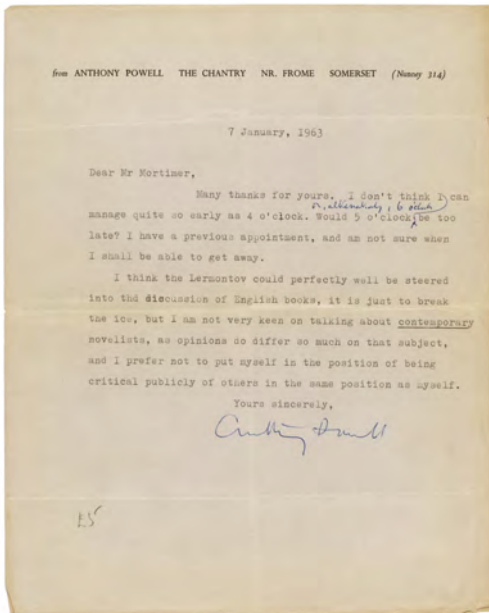 from ANTHONY POWELL THE CHANTRY NR. FROME SOMERSET (Nunney 314)
7 January, 1963
Dear Mr Mortimer,
Many thanks for yours. I don't think I can
or, alternatively, 6 o'clock
manage quite so early as 4 o'clock. Would 5 o'clock be too
late? I have a previous appointment, and am not sure when
I shall be able to get away.
I think the Lermontov could perfectly well be steered
into thd discussion of English books, it is just to break
the ice, but I am not very keen on talking about contemporary
novelists, as opinions do differ so much on that subject,
and I prefer not to put myself in the position of being
critical publicly of others in the same position as myself.
Yours sincerely,
Anthony Powell
£5